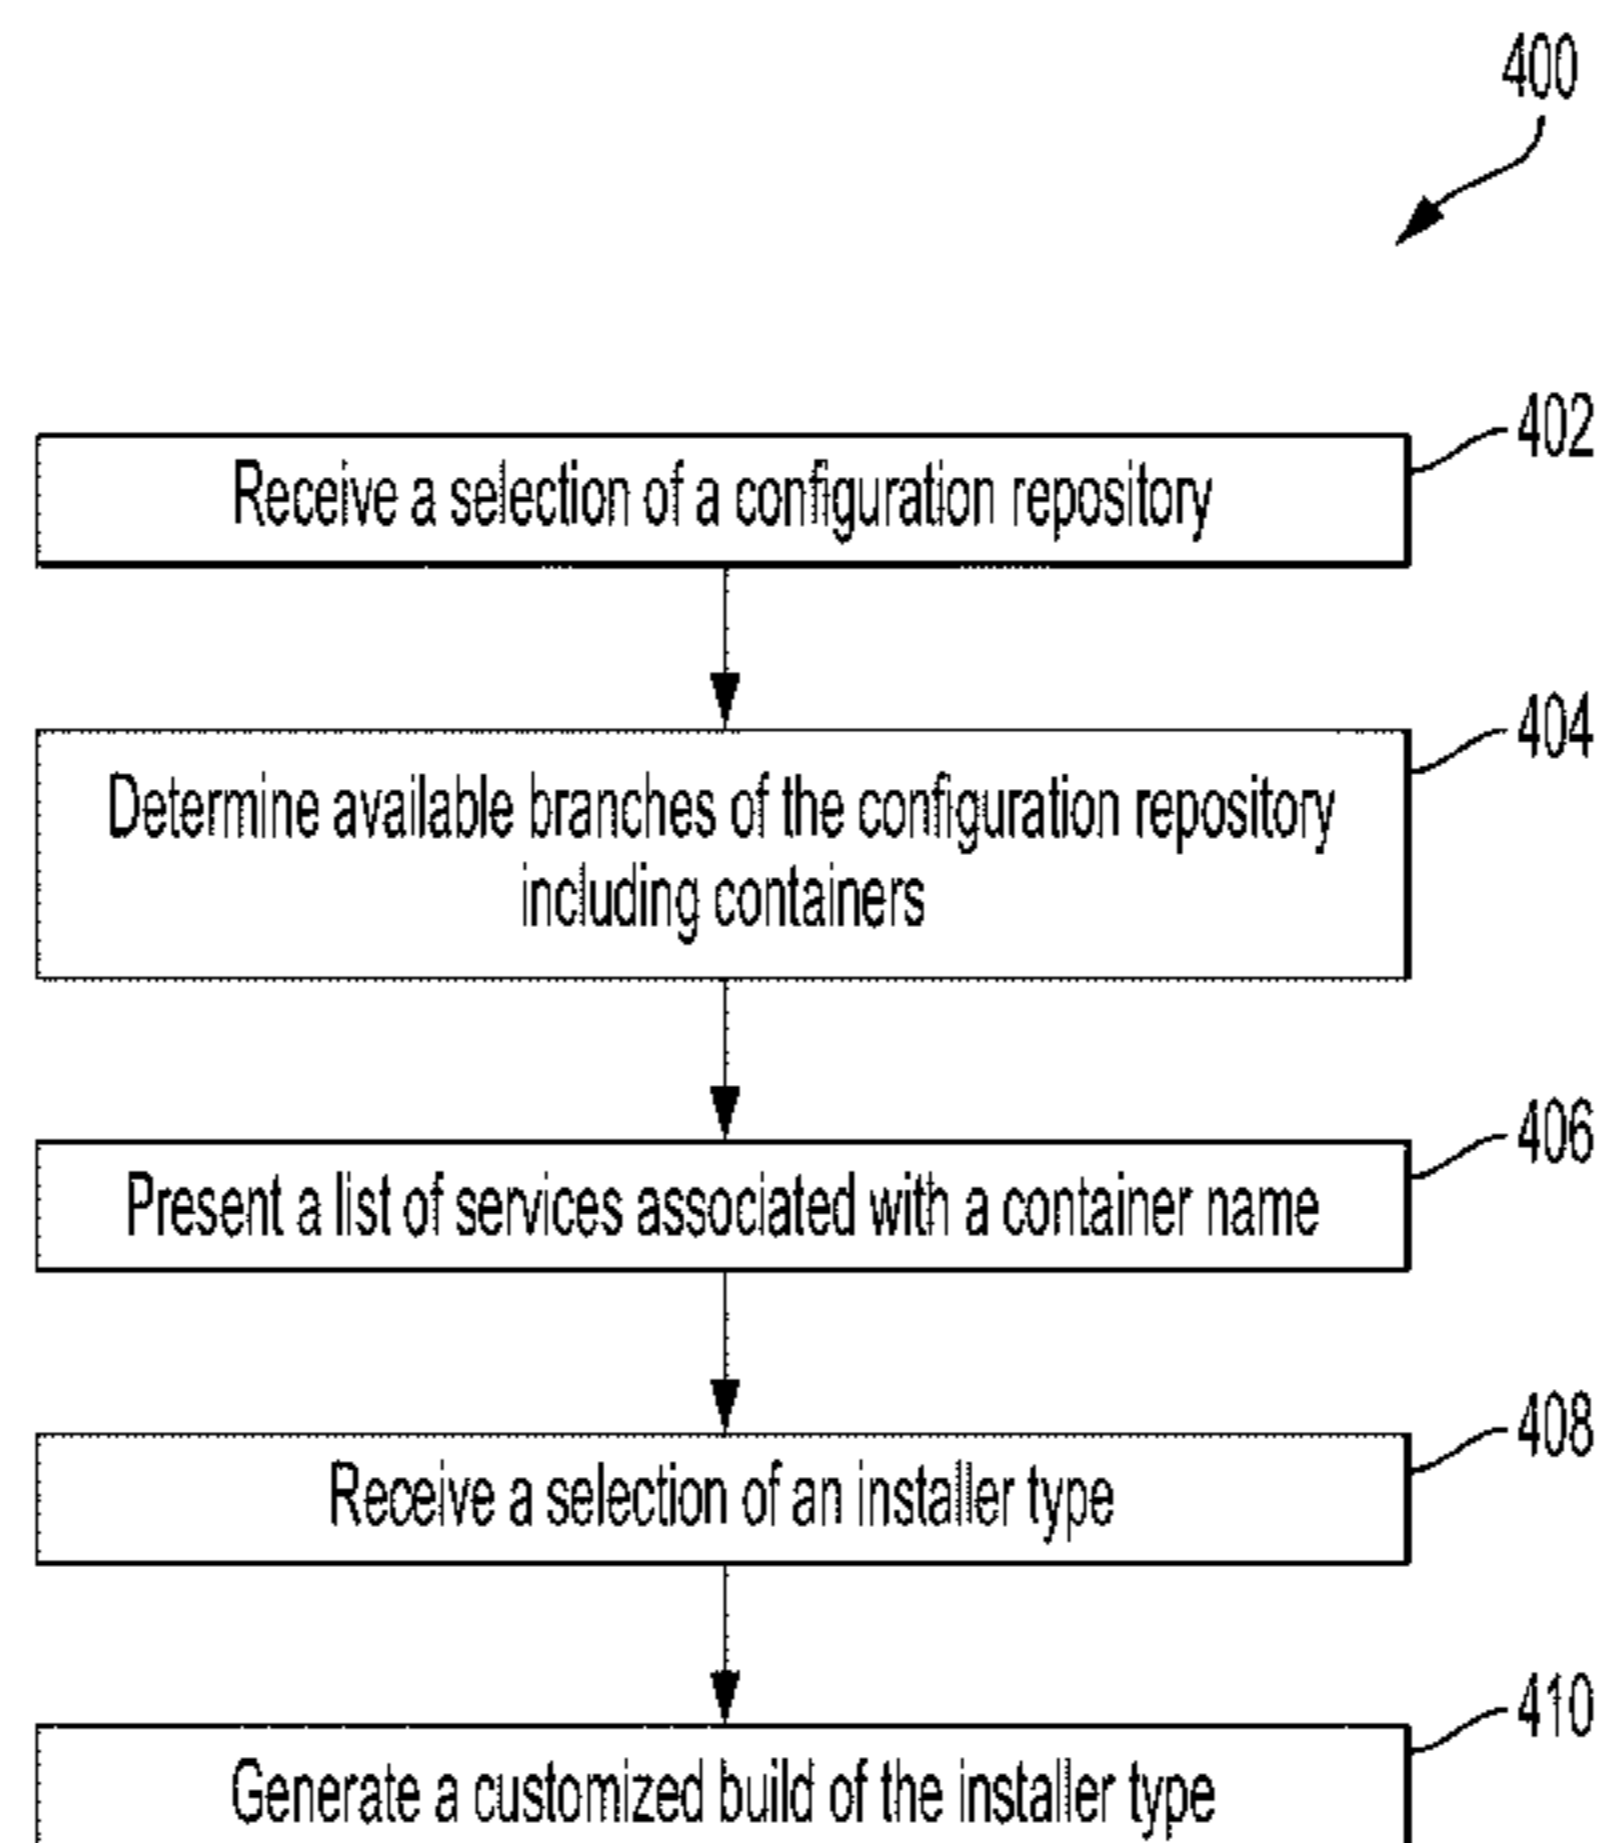 400
402
Receive a selection of a configuration repository
404
Determine available branches of the configuration repository
including containers
406
Present a list of services associated with a container name
408
Receive a selection of an installer type
410
Generate a customized build of the installer type